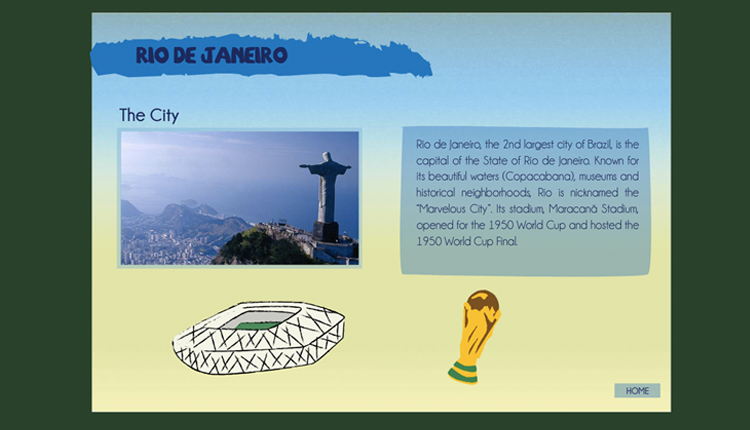 RIO DE JANEIRO
The City
Rio de Janeiro, the 2nd largest city of Brazil, is the
capital of the State of Rio de Janeiro. Known for
its beautiful waters (Copacabana), museums and
historical neighborhoods, Rio is nicknamed the
"Marvelous City". Its stadium, Maracanã Stadium,
opened for the 1950 World Cup and hosted the
1950 World Cup Final.
HOME